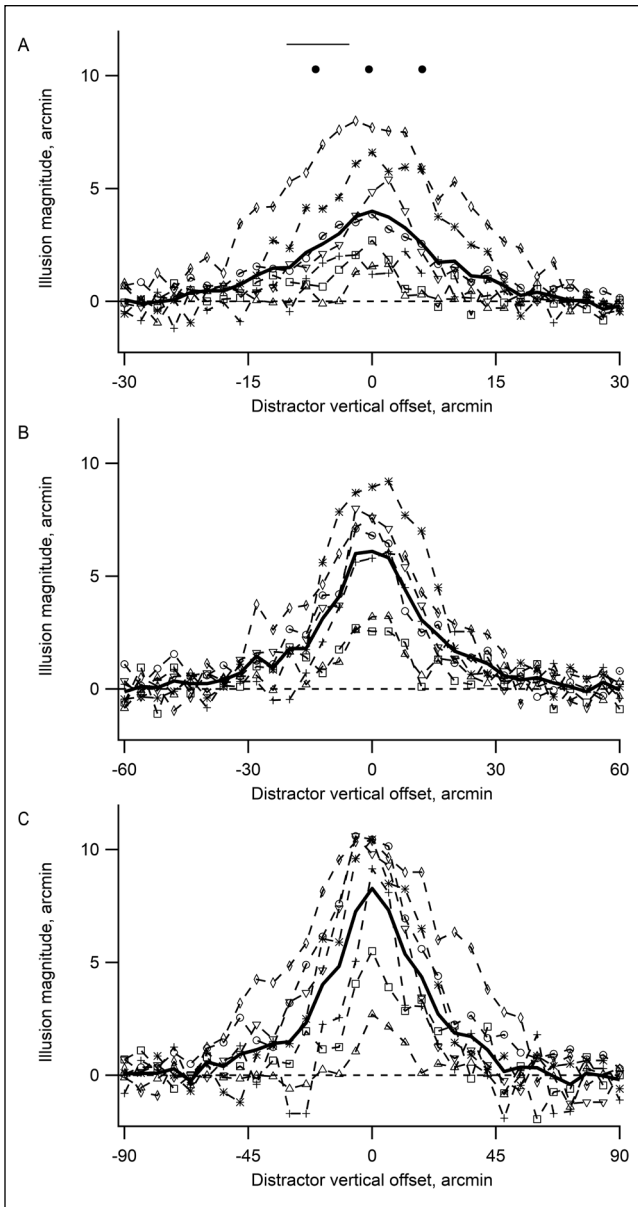 A
Illusion magnitude, arcmin
10
5
0
-30 -15 0 15 30
Distractor vertical offset, arcmin
B
Illusion magnitude, arcmin
10
5
0
-60 -30 0 30 60
Distractor vertical offset, arcmin
C
Illusion magnitude, arcmin
10
5
0
-90 -45 0 45 90
Distractor vertical offset, arcmin